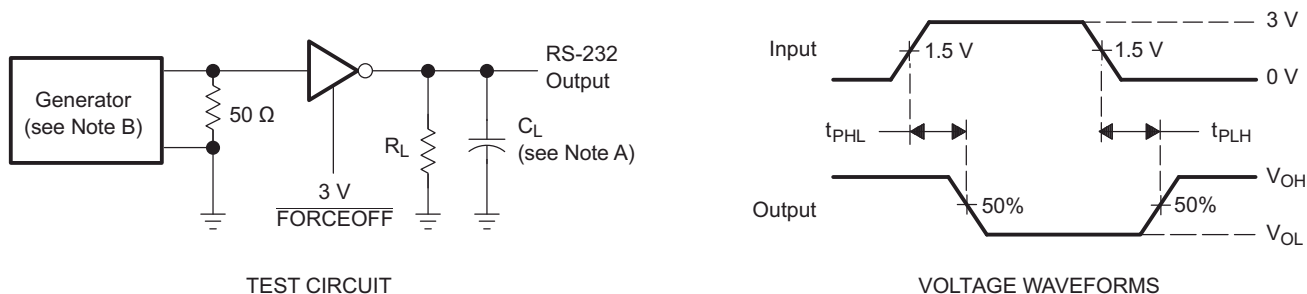 Generator
(see Note B)
50 Ω
3 V
FORCEOFF
R_L
C_L
(see Note A)
RS-232
Output
TEST CIRCUIT
Input
1.5 V
1.5 V
3 V
0 V
t_PHL
t_PLH
Output
50%
50%
V_OH
V_OL
VOLTAGE WAVEFORMS